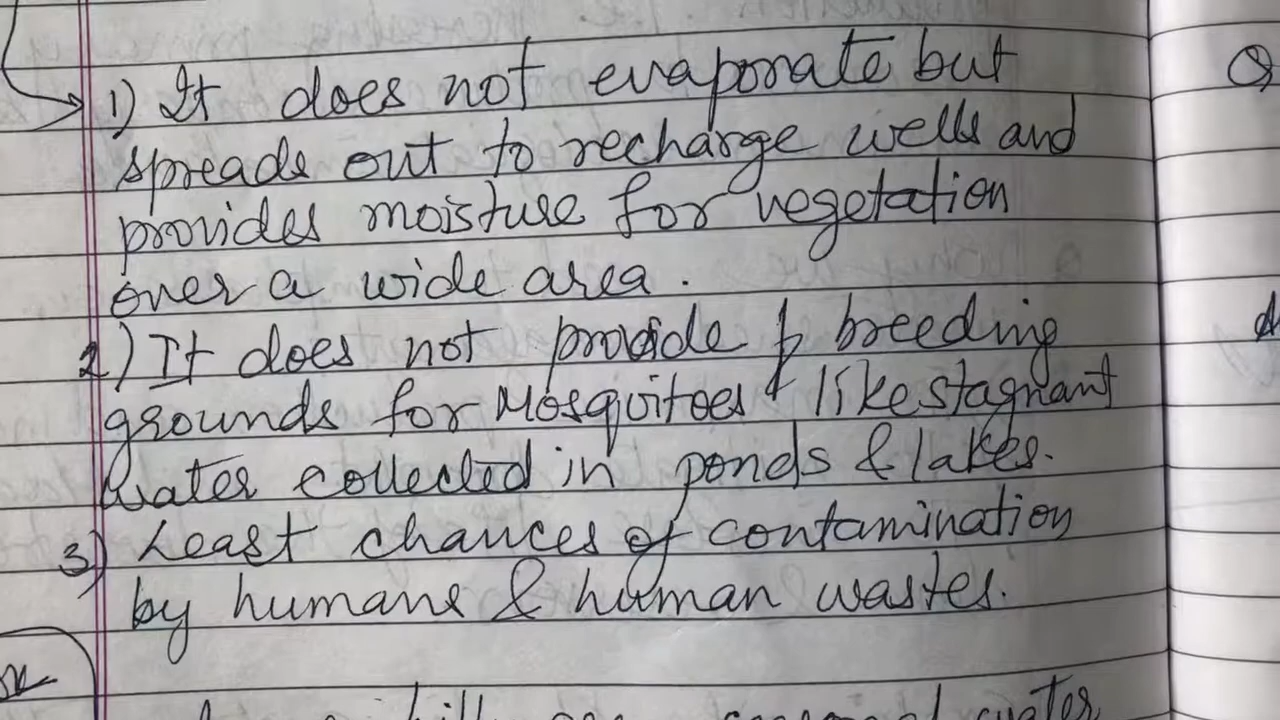 1) It does not evaporate but
spreads out to recharge wells and
provides moisture for vegetation
over a wide area.
2) It does not provide breeding
grounds for Mosquitoes like stagnant
water collected in ponds & lakes.
3) Least chances of contamination
by humans & human wastes.
water